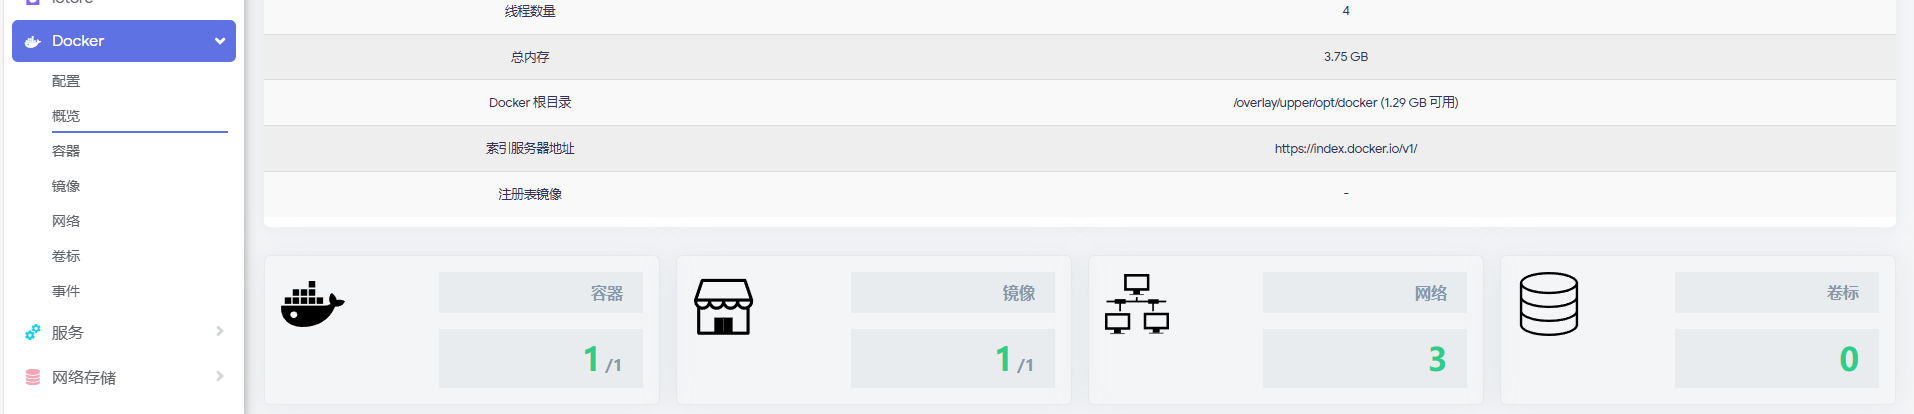 Docker
配置
概览
容器
镜像
网络
卷标
事件
服务
网络存储
线程数量 4
总内存 3.75 GB
Docker 根目录 /overlay/upper/opt/docker (1.29 GB 可用)
索引服务器地址 https://index.docker.io/v1/
注册表镜像 -
容器
1 /1
镜像
1 /1
网络
3
卷标
0